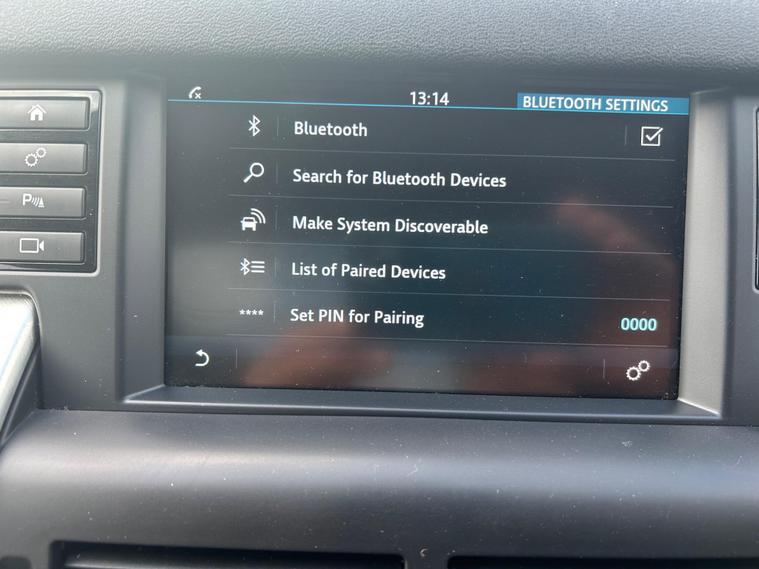 13:14
BLUETOOTH SETTINGS
Bluetooth
Search for Bluetooth Devices
Make System Discoverable
List of Paired Devices
**** Set PIN for Pairing 0000
P